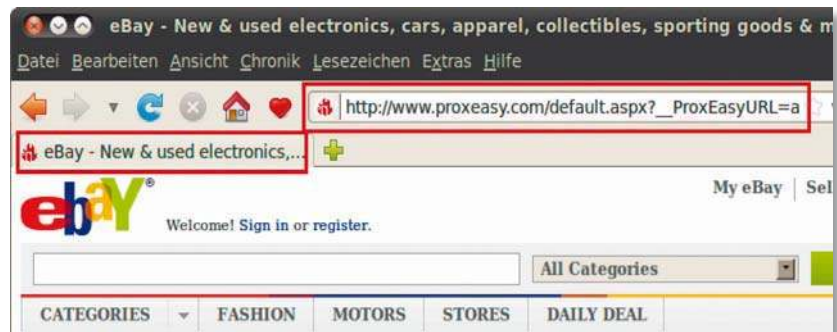 eBay - New & used electronics, cars, apparel, collectibles, sporting goods & m
Datei Bearbeiten Ansicht Chronik Lesezeichen Extras Hilfe
http://www.proxeasy.com/default.aspx?__ProxEasyURL=a
eBay - New & used electronics,...
My eBay | Sel
ebaY®
Welcome! Sign in or register.
All Categories
CATEGORIES FASHION MOTORS STORES DAILY DEAL